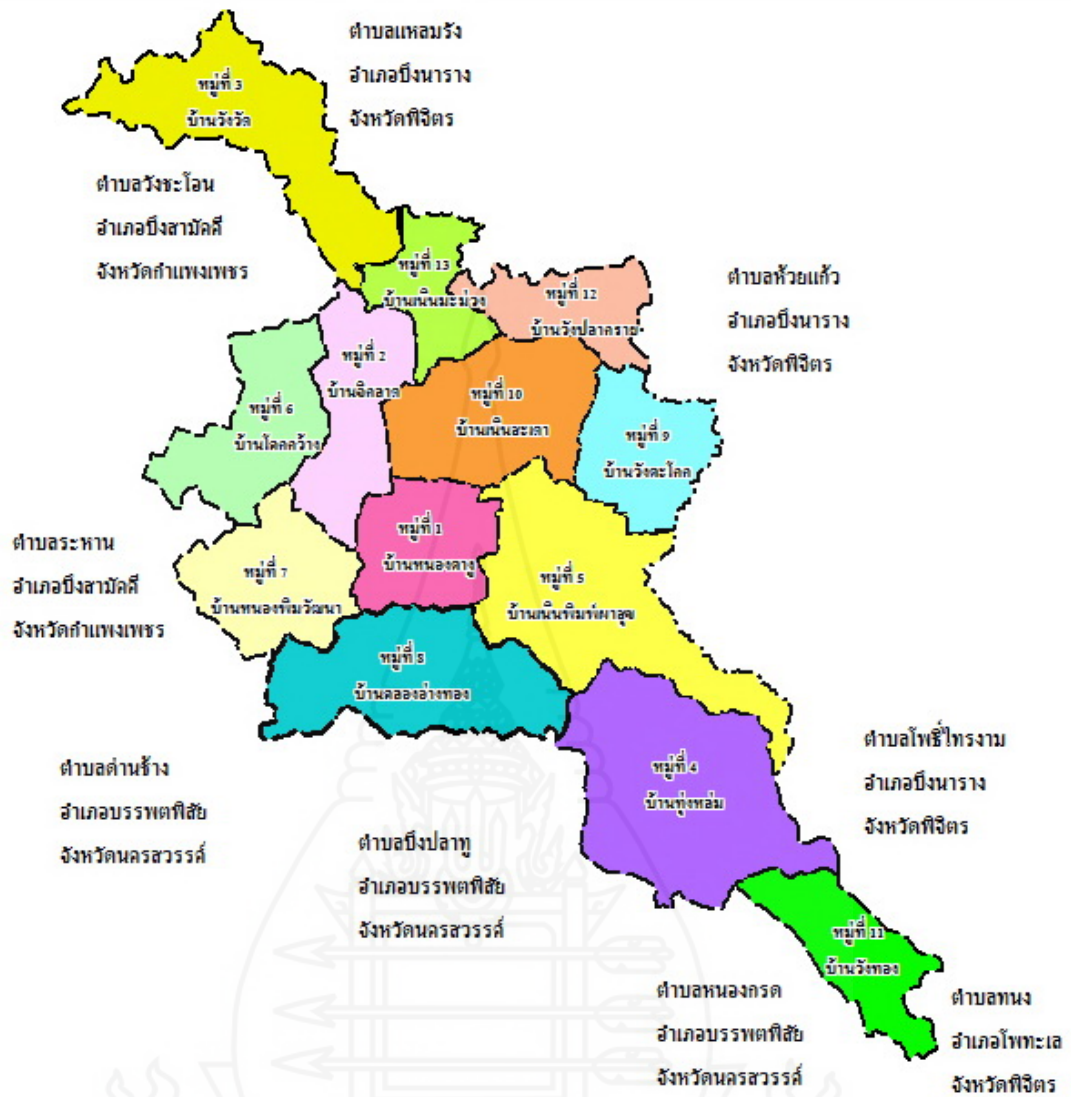 ตำบลแหลมรัง
อำเภอบึงนาราง
จังหวัดพิจิตร
หมู่ที่ 3
บ้านวังวัด
ตำบลวังชะโอน
อำเภอบึงสามัคคี
จังหวัดกำแพงเพชร
หมู่ที่ 13
บ้านเนินมะม่วง
หมู่ที่ 12
บ้านวังปลาคราย
ตำบลห้วยแก้ว
อำเภอบึงนาราง
จังหวัดพิจิตร
หมู่ที่ 2
บ้านจิคลาด
หมู่ที่ 10
บ้านเนินสะเดา
หมู่ที่ 6
บ้านโคกกว้าง
หมู่ที่ 9
บ้านวังตะโคล
หมู่ที่ 1
บ้านหนองตางู
ตำบลระหาน
อำเภอบึงสามัคคี
จังหวัดกำแพงเพชร
หมู่ที่ 7
บ้านหนองพิมวัฒนา
หมู่ที่ 5
บ้านเนินพิมพ์ผาสุข
หมู่ที่ 8
บ้านคลองอ่างทอง
หมู่ที่ 4
บ้านทุ่งหล่ม
ตำบลโพธิ์ไทรงาม
อำเภอบึงนาราง
จังหวัดพิจิตร
ตำบลด่านช้าง
อำเภอบรรพตพิสัย
จังหวัดนครสวรรค์
ตำบลบึงปลาทู
อำเภอบรรพตพิสัย
จังหวัดนครสวรรค์
หมู่ที่ 11
บ้านวังทอง
ตำบลหนองกรด
อำเภอบรรพตพิสัย
จังหวัดนครสวรรค์
ตำบลทนง
อำเภอโพทะเล
จังหวัดพิจิตร